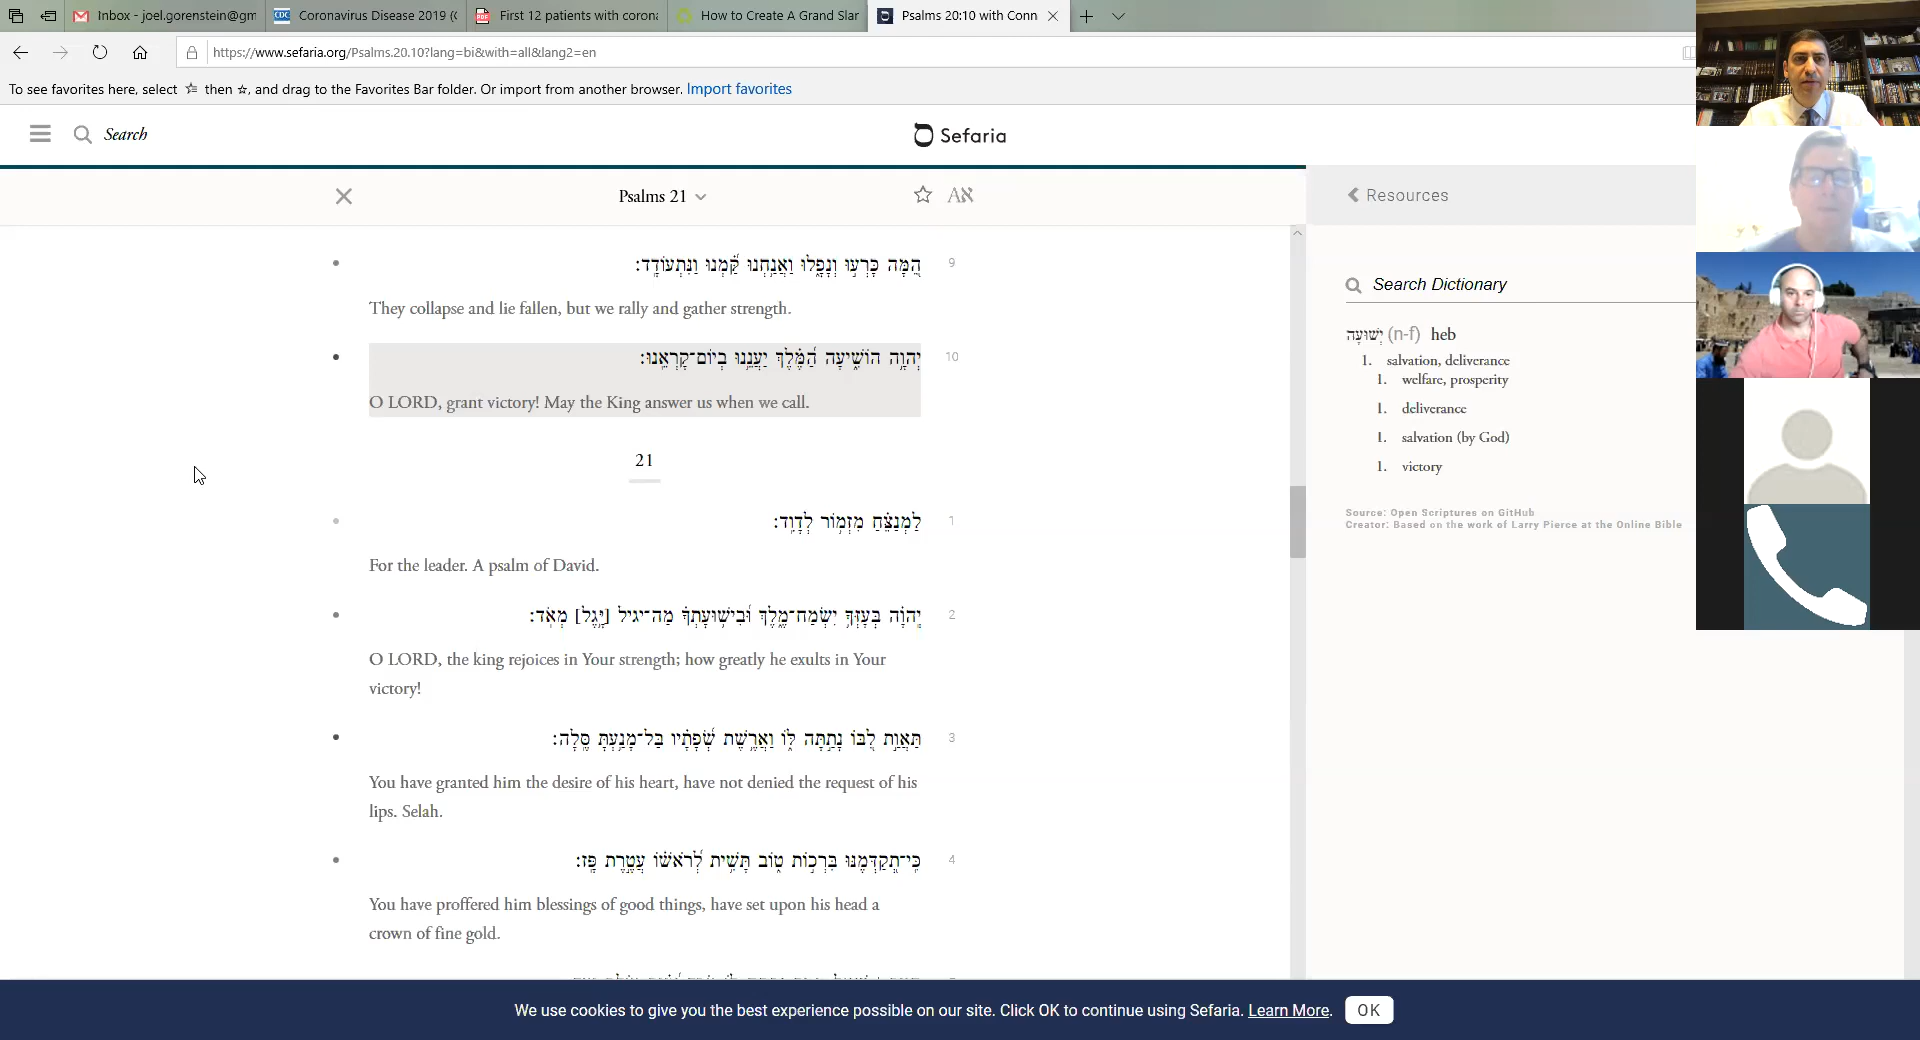 Inbox - joel.gorenstein@gm
Coronavirus Disease 2019 (C
First 12 patients with corona
How to Create A Grand Slar
Psalms 20:10 with Conn
https://www.sefaria.org/Psalms.20.10?lang=bi&with=all&lang2=en
To see favorites here, select ☆ then ☆, and drag to the Favorites Bar folder. Or import from another browser. Import favorites
Search
Sefaria
Psalms 21
Aא
Resources
הֵ֭מָּה כָּרְע֣וּ וְנָפָ֑לוּ וַאֲנַ֥חְנוּ קַּ֝֗מְנוּ וַנִּתְעוֹדָֽד׃
9
They collapse and lie fallen, but we rally and gather strength.
יְהוָ֥ה הוֹשִׁ֑יעָה הַ֝מֶּ֗לֶךְ יַעֲנֵ֥נוּ בְיוֹם־קׇרְאֵֽנוּ׃
10
O LORD, grant victory! May the King answer us when we call.
21
לַמְנַצֵּ֗חַ מִזְמ֥וֹר לְדָוִֽד׃
1
For the leader. A psalm of David.
יְֽהוָ֗ה בְּעׇזְּךָ֥ יִשְׂמַח־מֶ֑לֶךְ וּ֝בִישׁ֥וּעָתְךָ֗ מַה־יגיל [יָּ֥גֶל] מְאֹֽד׃
2
O LORD, the king rejoices in Your strength; how greatly he exults in Your
victory!
תַּאֲוַ֣ת לִ֭בּוֹ נָתַ֣תָּה לּ֑וֹ וַאֲרֶ֥שֶׁת שְׂ֝פָתָ֗יו בַּל־מָנַ֥עְתָּ סֶּֽלָה׃
3
You have granted him the desire of his heart, have not denied the request of his
lips. Selah.
כִּֽי־תְ֭קַדְּמֶנּוּ בִּרְכ֣וֹת ט֑וֹב תָּשִׁ֥ית לְ֝רֹאשׁ֗וֹ עֲטֶ֣רֶת פָּֽז׃
4
You have proffered him blessings of good things, have set upon his head a
crown of fine gold.
Search Dictionary
יְשׁוּעָה (n-f) heb
1. salvation, deliverance
1. welfare, prosperity
1. deliverance
1. salvation (by God)
1. victory
Source: Open Scriptures on GitHub
Creator: Based on the work of Larry Pierce at the Online Bible
We use cookies to give you the best experience possible on our site. Click OK to continue using Sefaria. Learn More.
OK